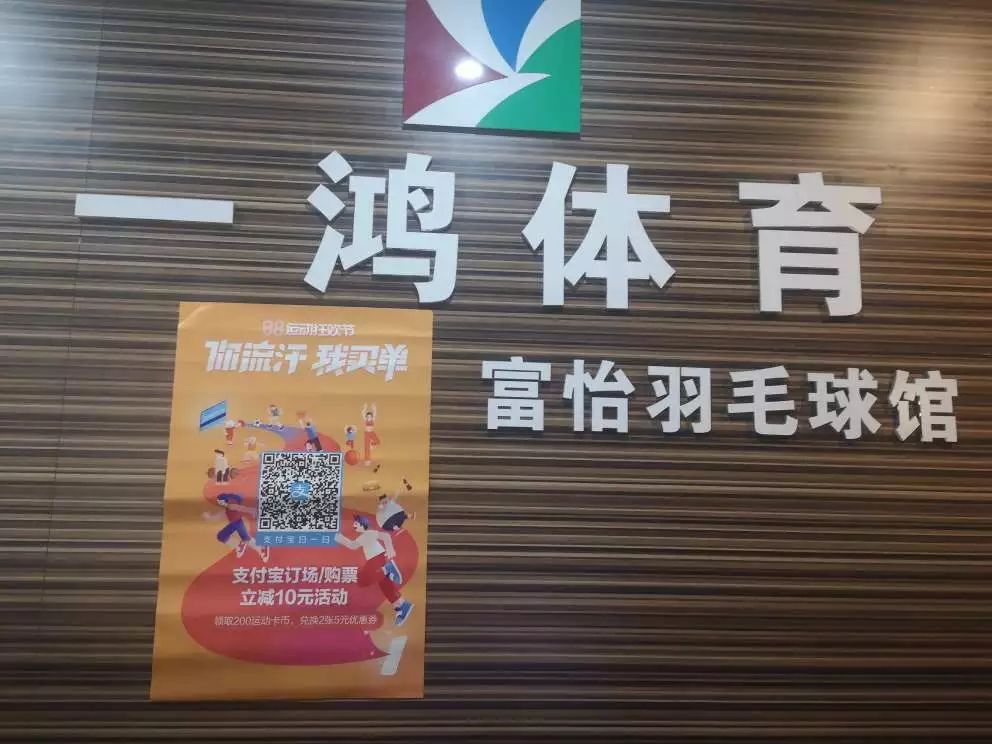 一鸿体育
富怡羽毛球馆
88运动狂欢节
你流汗 我买单
支
支付宝扫一扫
支付宝订场/购票
立减10元活动
领取200运动卡币，兑换2张5元优惠券